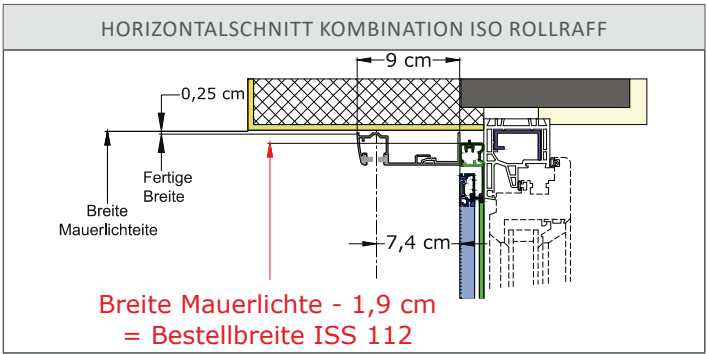 HORIZONTALSCHNITT KOMBINATION ISO ROLLRAFF
9 cm
0,25 cm
Fertige
Breite
Breite
Mauerlichteite
7,4 cm
Breite Mauerlichte - 1,9 cm
= Bestellbreite ISS 112